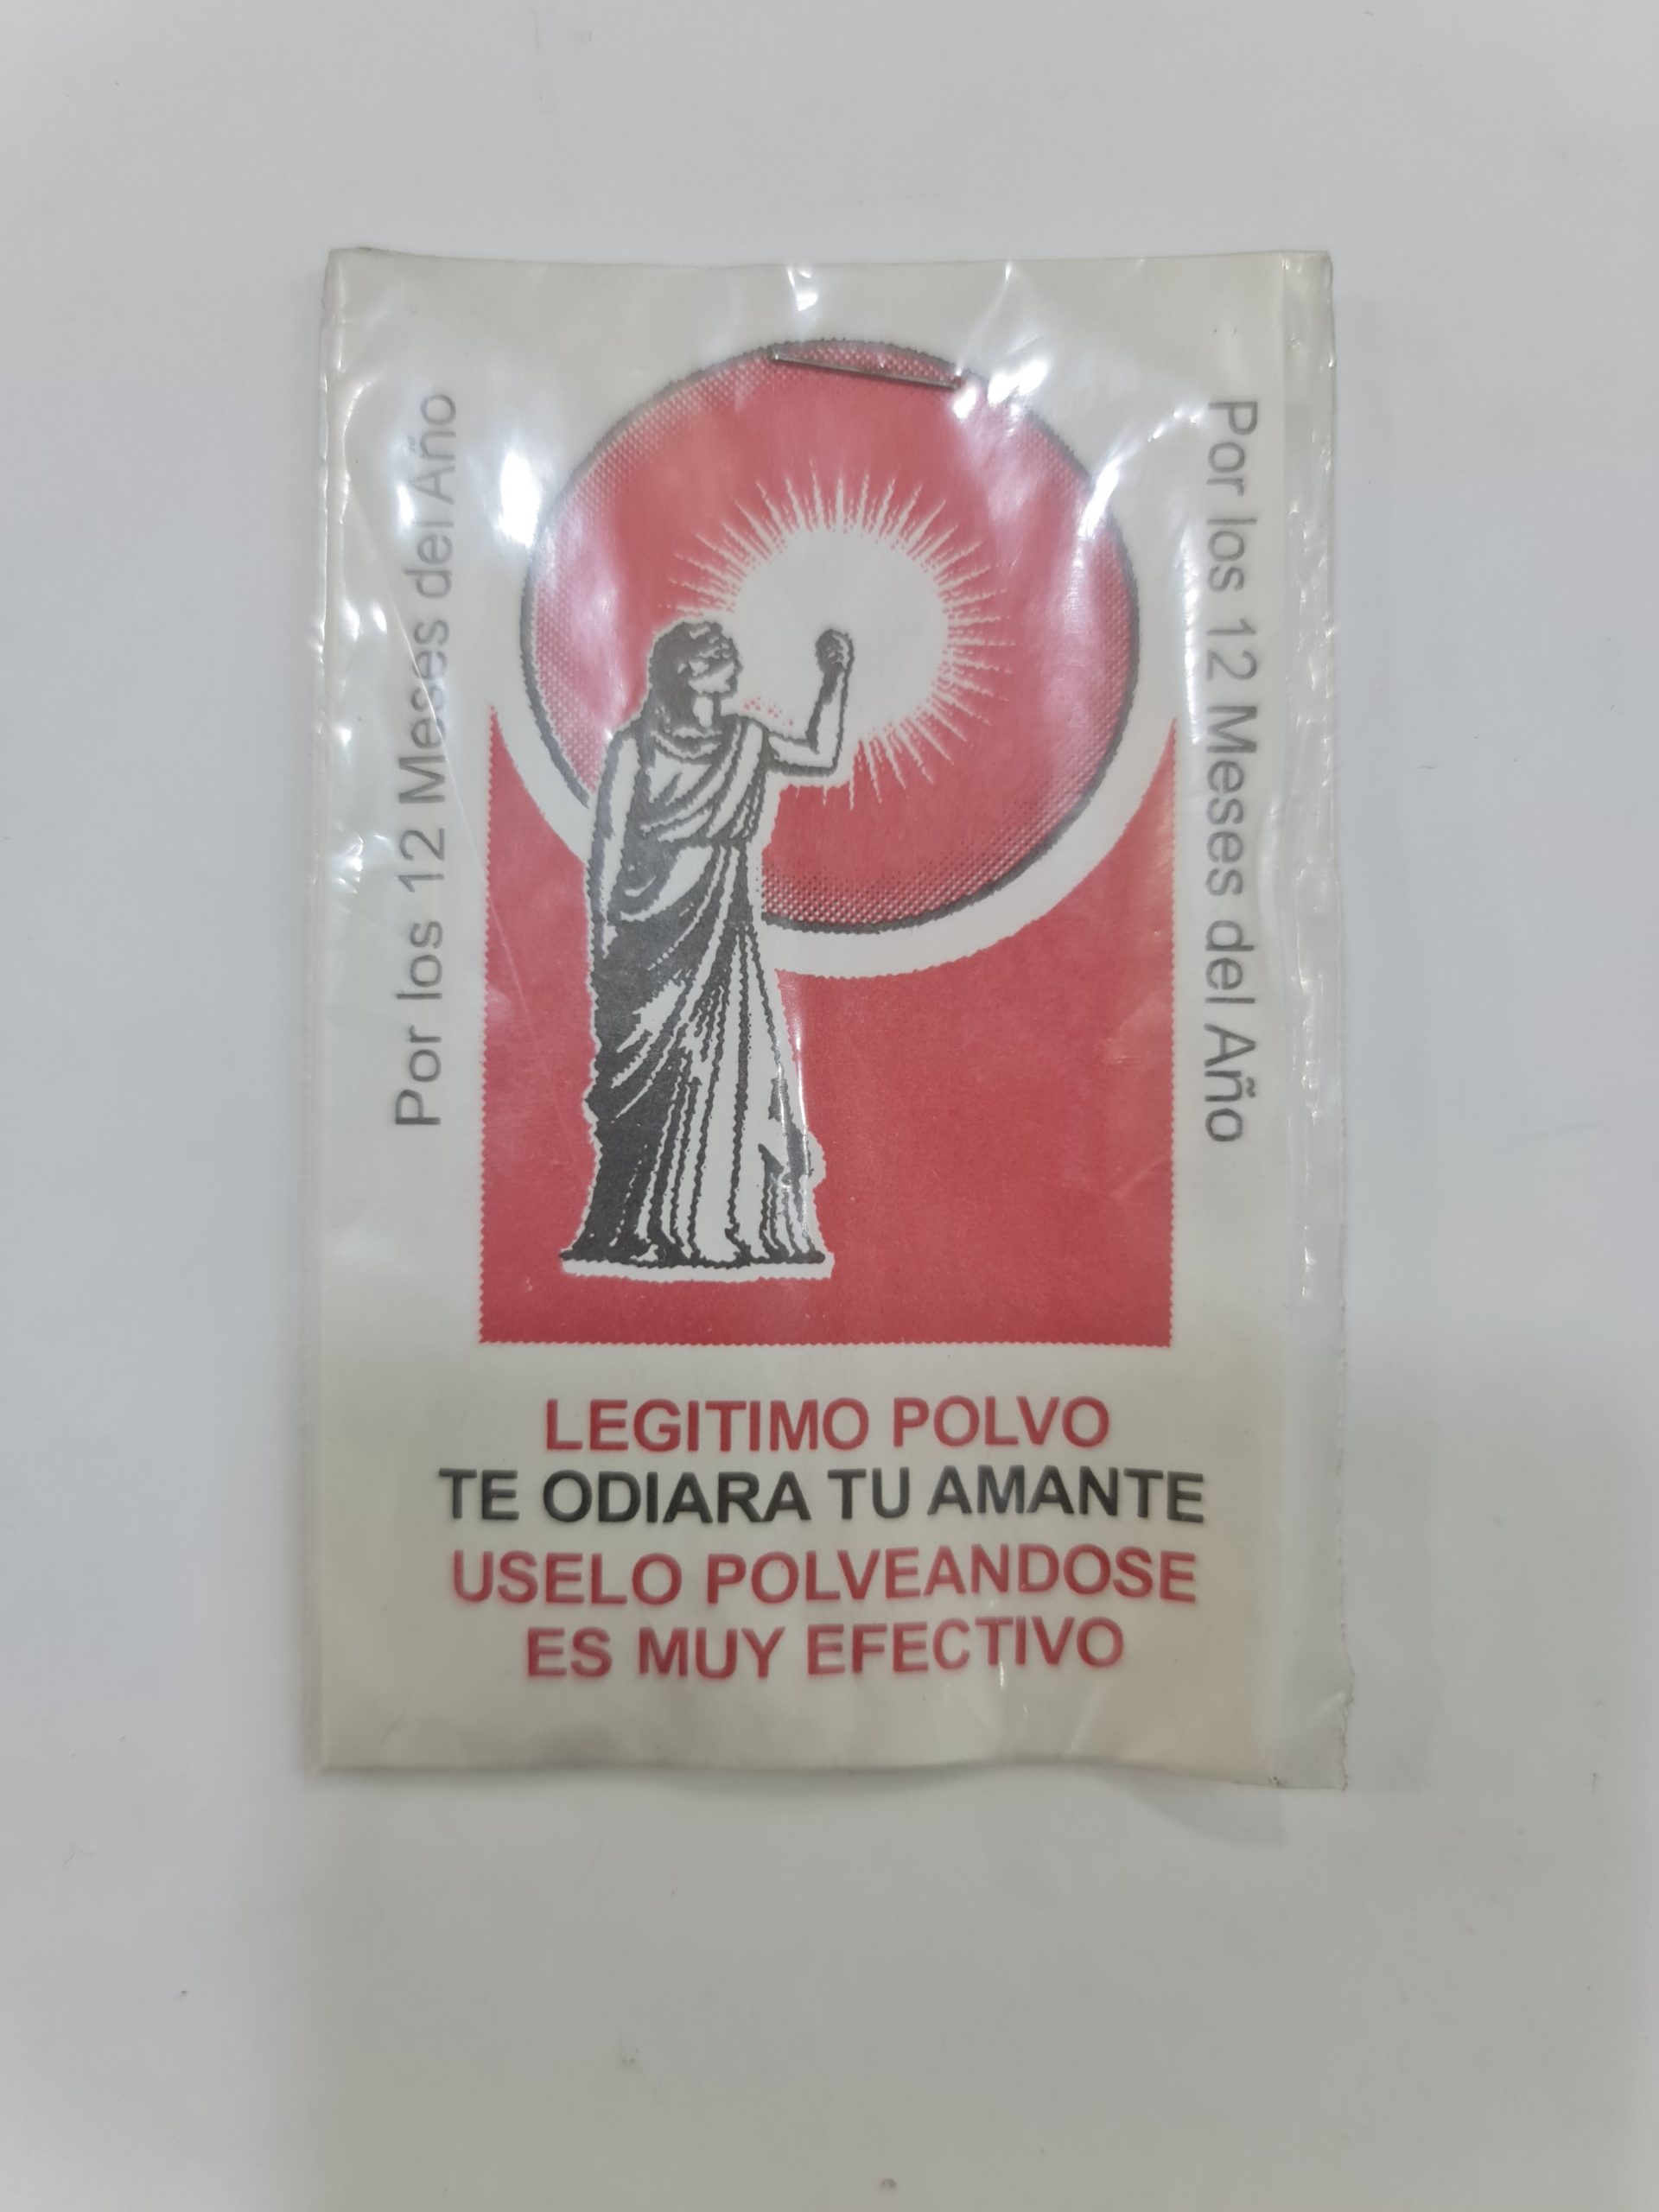 Por los 12 Meses del Año
Por los 12 Meses del Año
LEGITIMO POLVO
TE ODIARA TU AMANTE
USELO POLVEANDOSE
ES MUY EFECTIVO